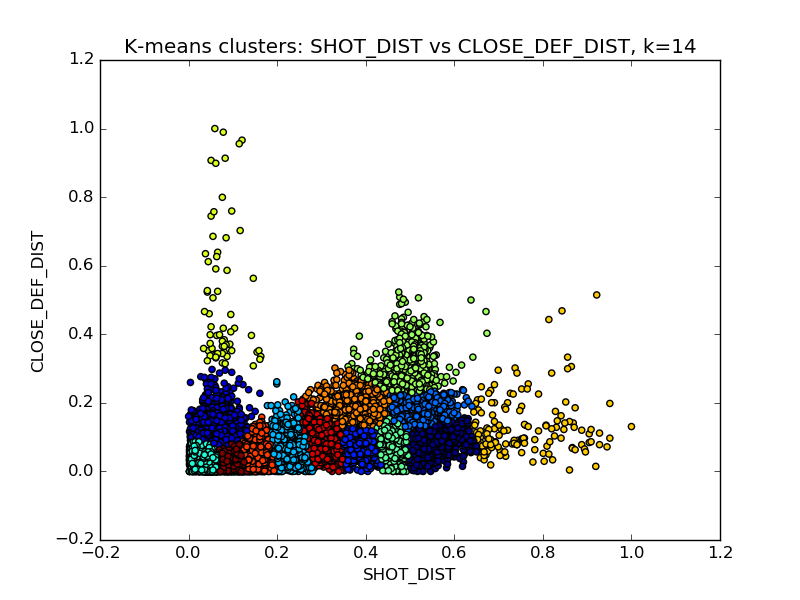 K-means clusters: SHOT_DIST vs CLOSE_DEF_DIST, k=14
1.2
1.0
0.8
0.6
0.4
0.2
0.0
−0.2
CLOSE_DEF_DIST
−0.2 0.0 0.2 0.4 0.6 0.8 1.0 1.2
SHOT_DIST